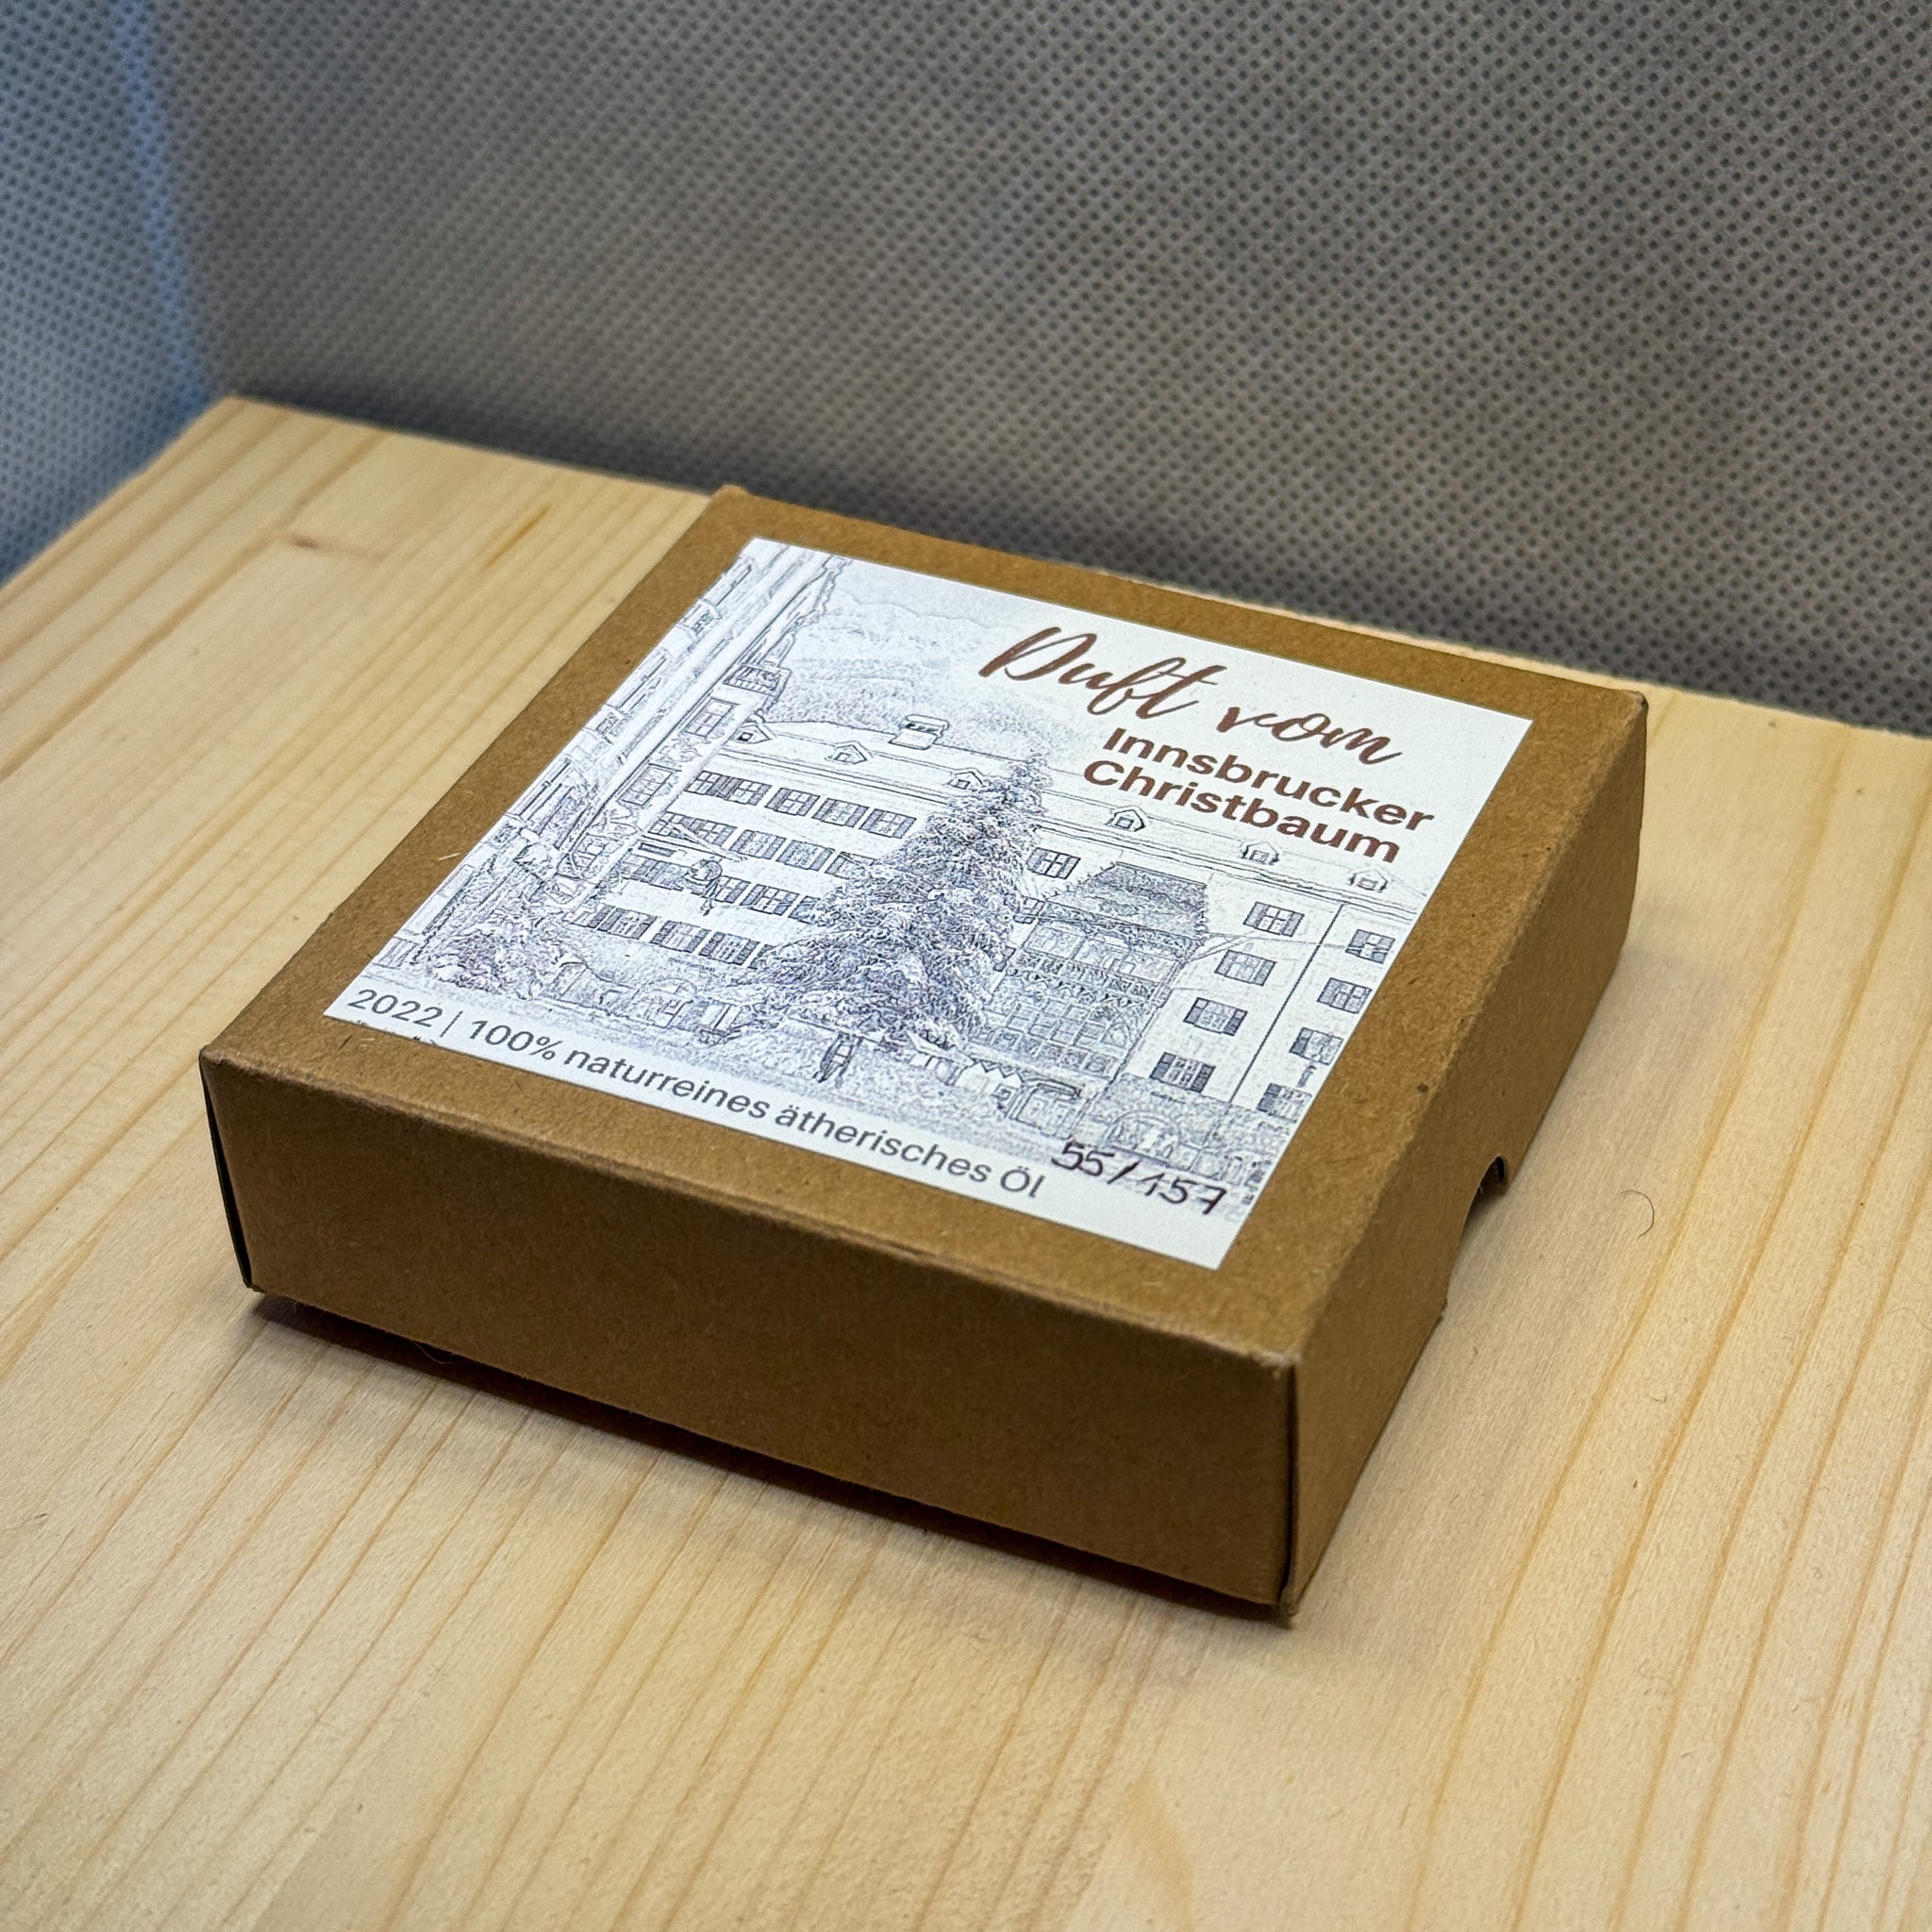 Duft vom
Innsbrucker
Christbaum
2022 | 100% naturreines ätherisches Öl
55/157